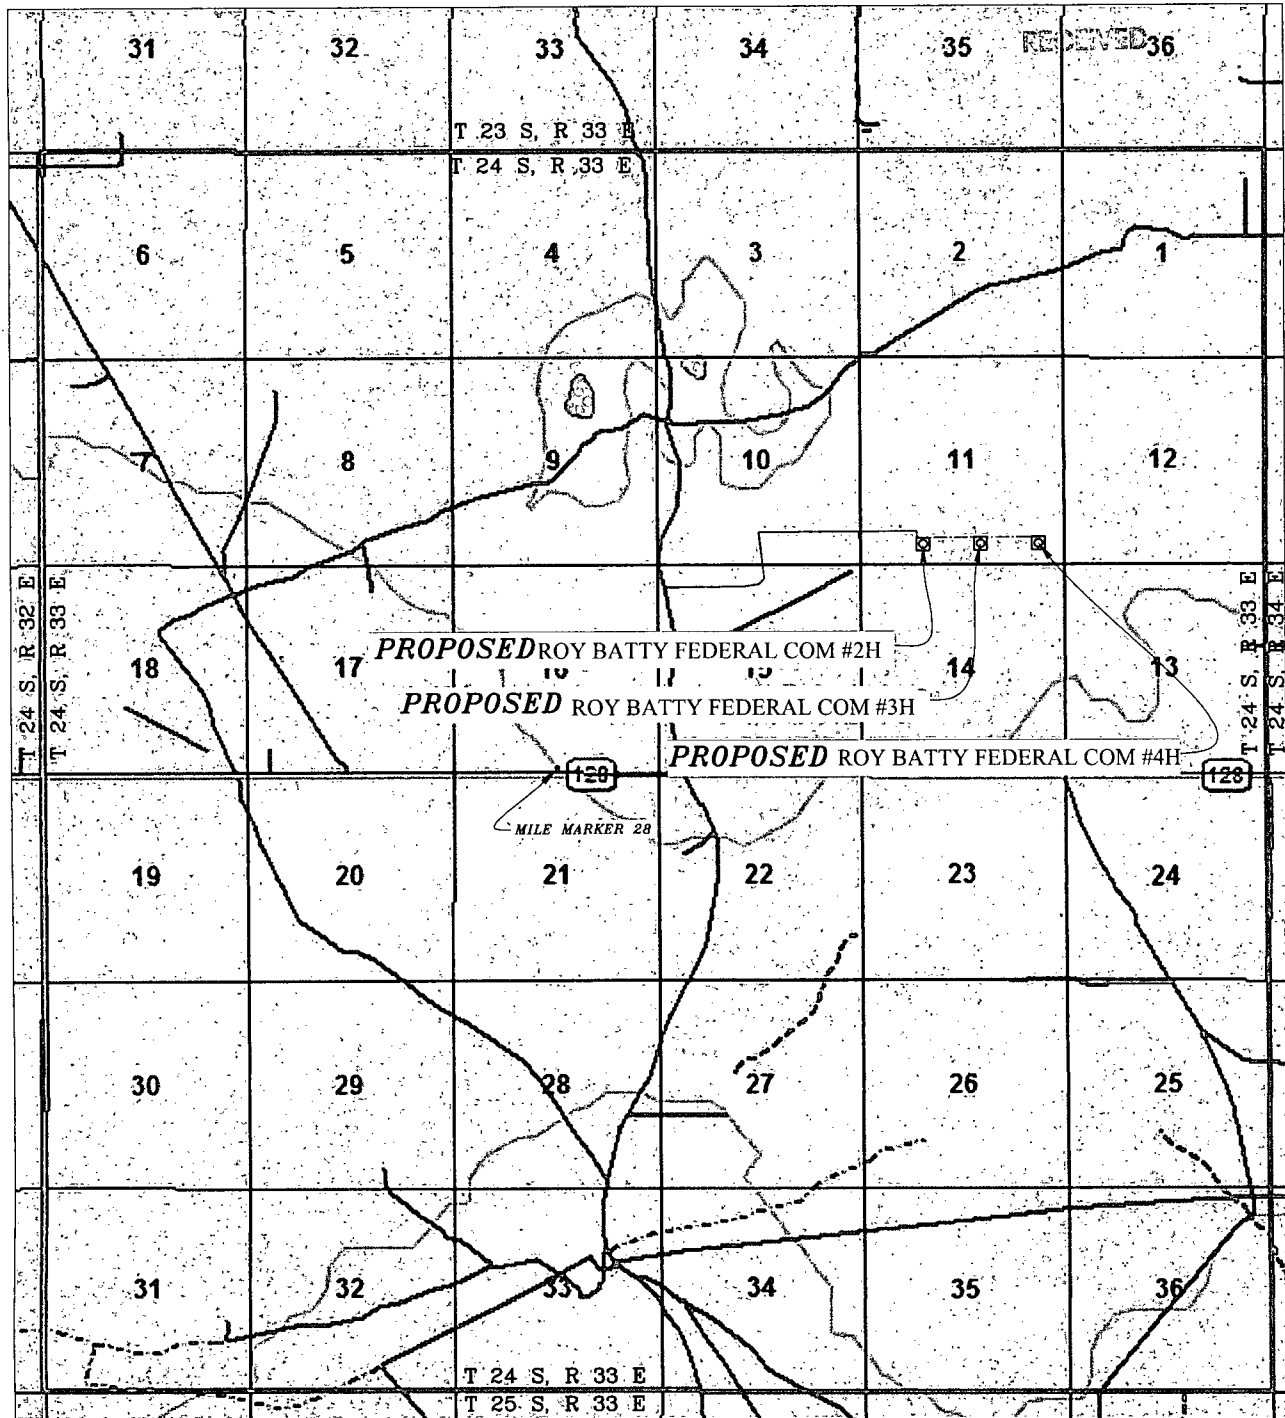 31 32 33 34 35 RECEIVED 36
T 23 S, R 33 E
T 24 S, R 33 E
6 5 4 3 2 1
7 8 9 10 11 12
T 24 S, R 32 E
T 24 S, R 33 E
T 24 S, R 33 E
T 24 S, R 34 E
PROPOSED ROY BATTY FEDERAL COM #2H
18 17 16 15 14 13
PROPOSED ROY BATTY FEDERAL COM #3H
PROPOSED ROY BATTY FEDERAL COM #4H
128 128
MILE MARKER 28
19 20 21 22 23 24
30 29 28 27 26 25
31 32 33 34 35 36
T 24 S, R 33 E
T 25 S, R 33 E